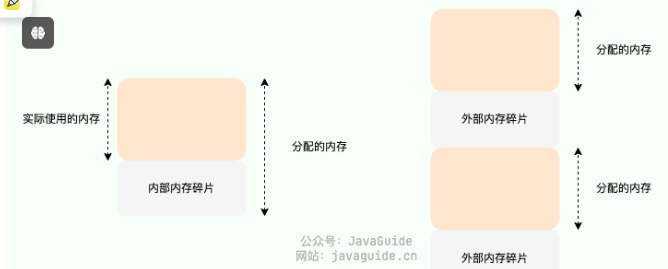 实际使用的内存
内部内存碎片
分配的内存
分配的内存
外部内存碎片
分配的内存
外部内存碎片
公众号：JavaGuide
网站：javaguide.cn